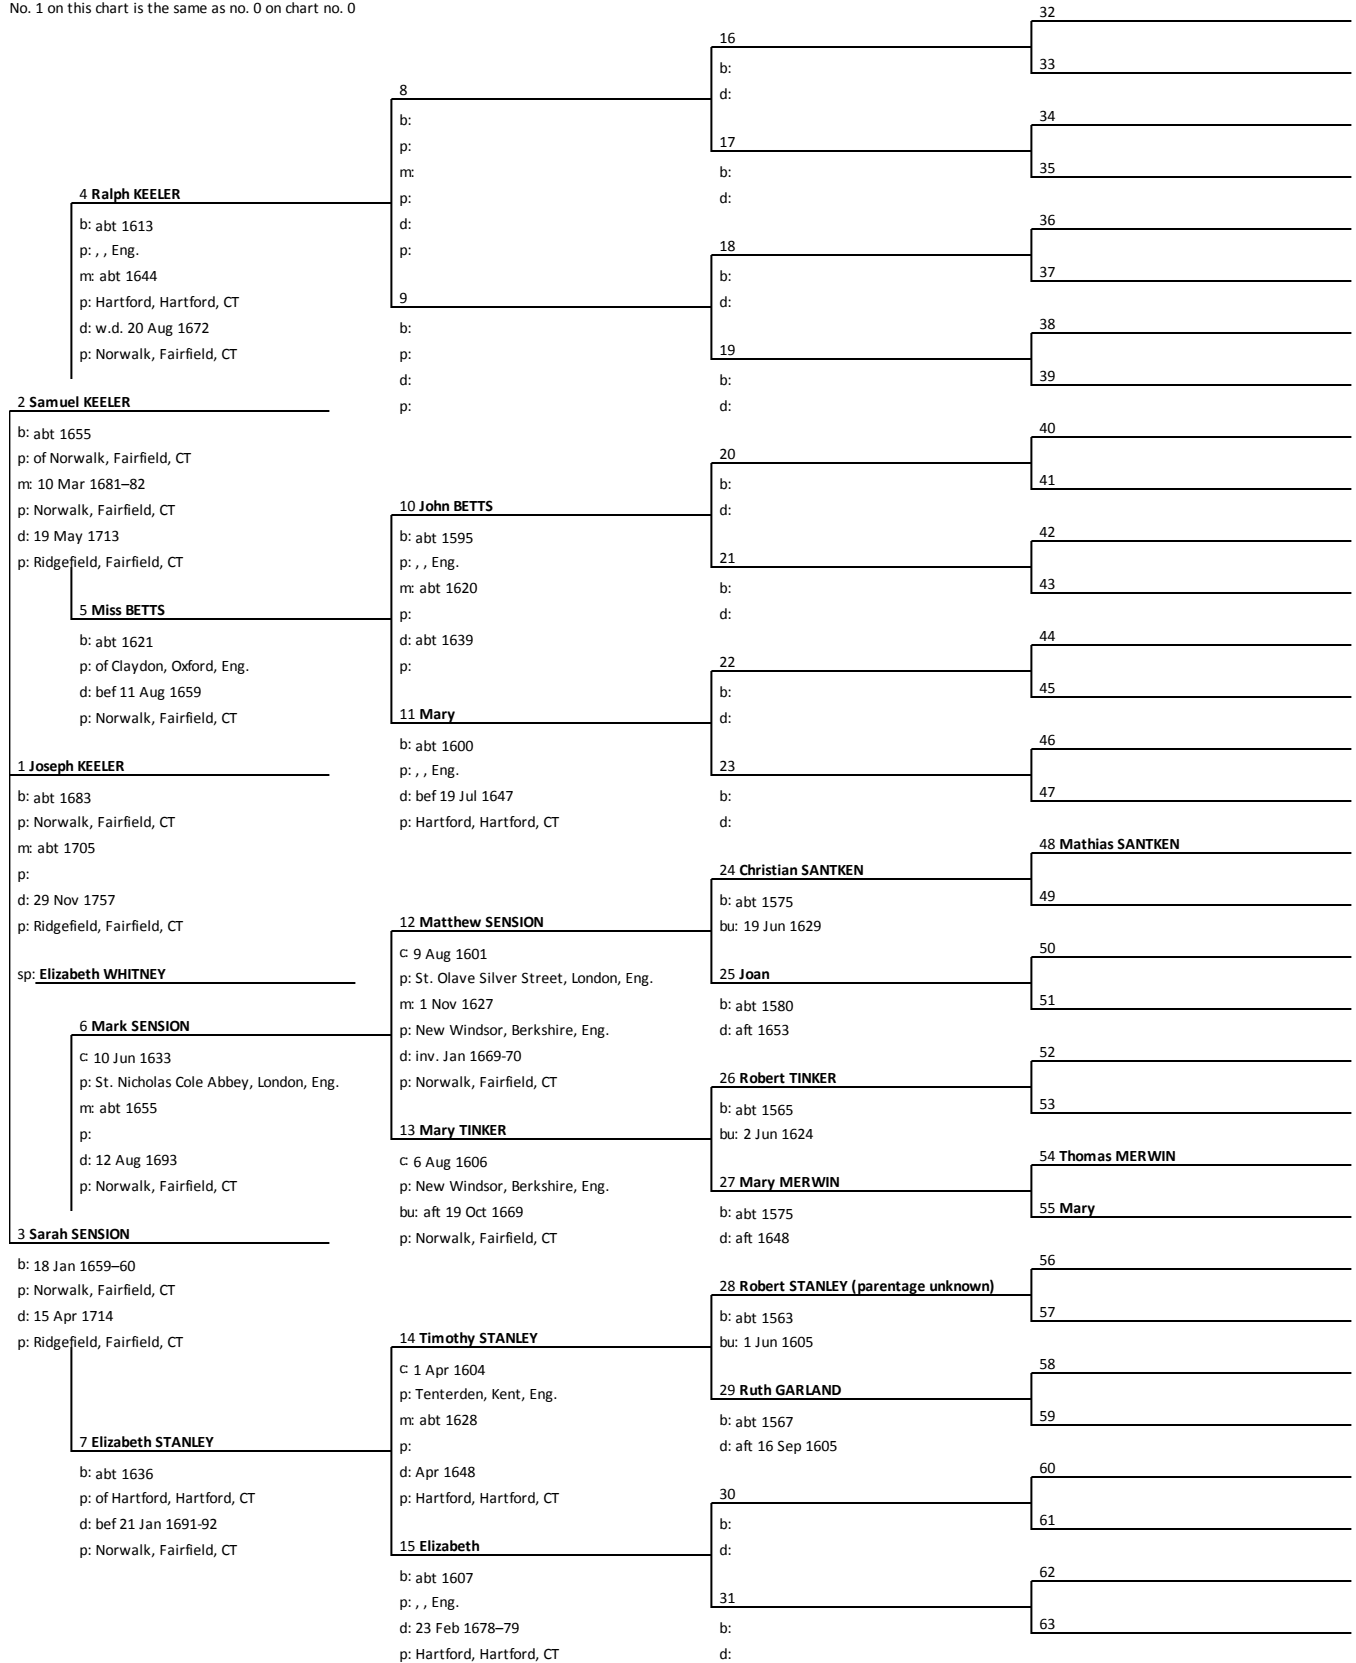 No. 1 on this chart is the same as no. 0 on chart no. 0
4 Ralph KEELER
b: abt 1613
p: , , Eng.
m: abt 1644
p: Hartford, Hartford, CT
d: w.d. 20 Aug 1672
p: Norwalk, Fairfield, CT
2 Samuel KEELER
b: abt 1655
p: of Norwalk, Fairfield, CT
m: 10 Mar 1681–82
p: Norwalk, Fairfield, CT
d: 19 May 1713
p: Ridgefield, Fairfield, CT
5 Miss BETTS
b: abt 1621
p: of Claydon, Oxford, Eng.
d: bef 11 Aug 1659
p: Norwalk, Fairfield, CT
1 Joseph KEELER
b: abt 1683
p: Norwalk, Fairfield, CT
m: abt 1705
p:
d: 29 Nov 1757
p: Ridgefield, Fairfield, CT
sp: Elizabeth WHITNEY
6 Mark SENSION
c: 10 Jun 1633
p: St. Nicholas Cole Abbey, London, Eng.
m: abt 1655
p:
d: 12 Aug 1693
p: Norwalk, Fairfield, CT
3 Sarah SENSION
b: 18 Jan 1659–60
p: Norwalk, Fairfield, CT
d: 15 Apr 1714
p: Ridgefield, Fairfield, CT
7 Elizabeth STANLEY
b: abt 1636
p: of Hartford, Hartford, CT
d: bef 21 Jan 1691-92
p: Norwalk, Fairfield, CT
8
b:
p:
m:
p:
d:
p:
9
b:
p:
d:
p:
10 John BETTS
b: abt 1595
p: , , Eng.
m: abt 1620
p:
d: abt 1639
p:
11 Mary
b: abt 1600
p: , , Eng.
d: bef 19 Jul 1647
p: Hartford, Hartford, CT
12 Matthew SENSION
c: 9 Aug 1601
p: St. Olave Silver Street, London, Eng.
m: 1 Nov 1627
p: New Windsor, Berkshire, Eng.
d: inv. Jan 1669-70
p: Norwalk, Fairfield, CT
13 Mary TINKER
c: 6 Aug 1606
p: New Windsor, Berkshire, Eng.
bu: aft 19 Oct 1669
p: Norwalk, Fairfield, CT
14 Timothy STANLEY
c: 1 Apr 1604
p: Tenterden, Kent, Eng.
m: abt 1628
p:
d: Apr 1648
p: Hartford, Hartford, CT
15 Elizabeth
b: abt 1607
p: , , Eng.
d: 23 Feb 1678–79
p: Hartford, Hartford, CT
16
b:
d:
17
b:
d:
18
b:
d:
19
b:
d:
20
b:
d:
21
b:
d:
22
b:
d:
23
b:
d:
24 Christian SANTKEN
b: abt 1575
bu: 19 Jun 1629
25 Joan
b: abt 1580
d: aft 1653
26 Robert TINKER
b: abt 1565
bu: 2 Jun 1624
27 Mary MERWIN
b: abt 1575
d: aft 1648
28 Robert STANLEY (parentage unknown)
b: abt 1563
bu: 1 Jun 1605
29 Ruth GARLAND
b: abt 1567
d: aft 16 Sep 1605
30
b:
d:
31
b:
d:
32
33
34
35
36
37
38
39
40
41
42
43
44
45
46
47
48 Mathias SANTKEN
49
50
51
52
53
54 Thomas MERWIN
55 Mary
56
57
58
59
60
61
62
63